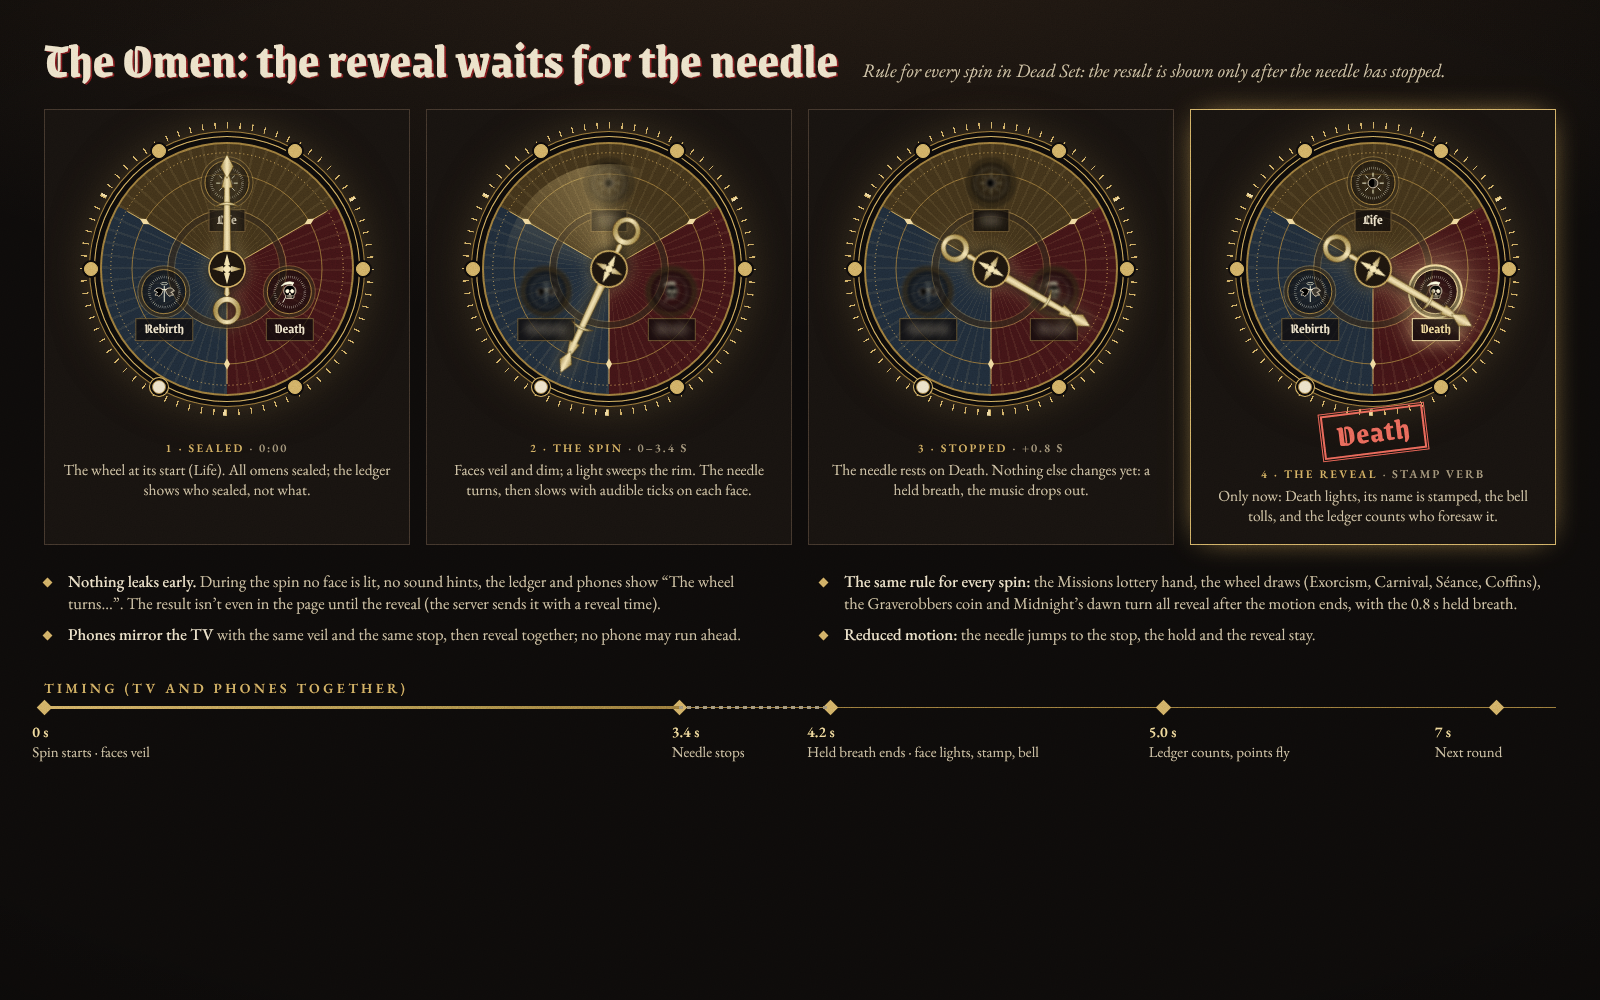 The Omen: the reveal waits for the needle
Rule for every spin in Dead Set: the result is shown only after the needle has stopped.
Rebirth
Death
1 · SEALED · 0:00
The wheel at its start (Life). All omens sealed; the ledger
shows who sealed, not what.
2 · THE SPIN · 0–3.4 S
Faces veil and dim; a light sweeps the rim. The needle
turns, then slows with audible ticks on each face.
3 · STOPPED · +0.8 S
The needle rests on Death. Nothing else changes yet: a
held breath, the music drops out.
Life
Rebirth
Death
Death
4 · THE REVEAL · STAMP VERB
Only now: Death lights, its name is stamped, the bell
tolls, and the ledger counts who foresaw it.
Nothing leaks early. During the spin no face is lit, no sound hints, the ledger and phones show “The wheel
turns…”. The result isn’t even in the page until the reveal (the server sends it with a reveal time).
Phones mirror the TV with the same veil and the same stop, then reveal together; no phone may run ahead.
The same rule for every spin: the Missions lottery hand, the wheel draws (Exorcism, Carnival, Séance, Coffins),
the Graverobbers coin and Midnight’s dawn turn all reveal after the motion ends, with the 0.8 s held breath.
Reduced motion: the needle jumps to the stop, the hold and the reveal stay.
TIMING (TV AND PHONES TOGETHER)
0 s
Spin starts · faces veil
3.4 s
Needle stops
4.2 s
Held breath ends · face lights, stamp, bell
5.0 s
Ledger counts, points fly
7 s
Next round